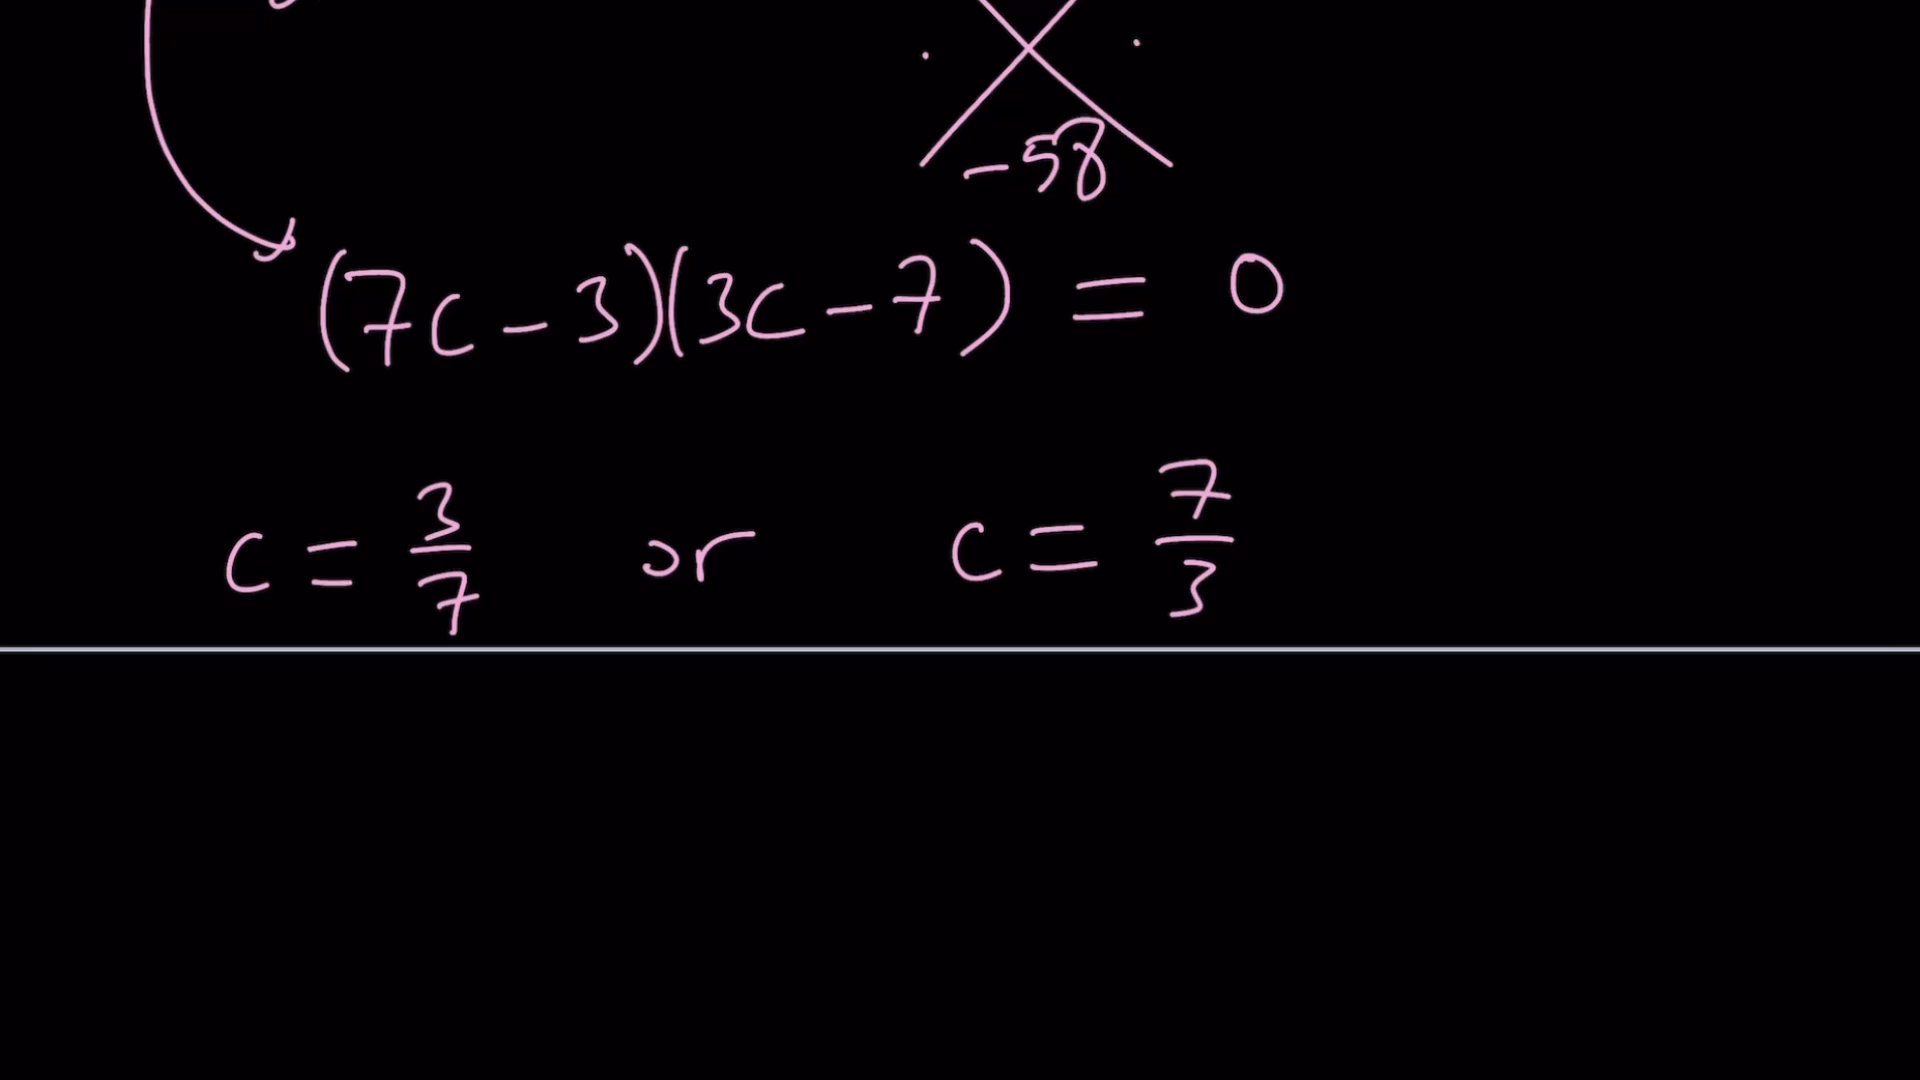 -58
(7c-3)(3c-7) = 0
c = 3/7 or c = 7/3